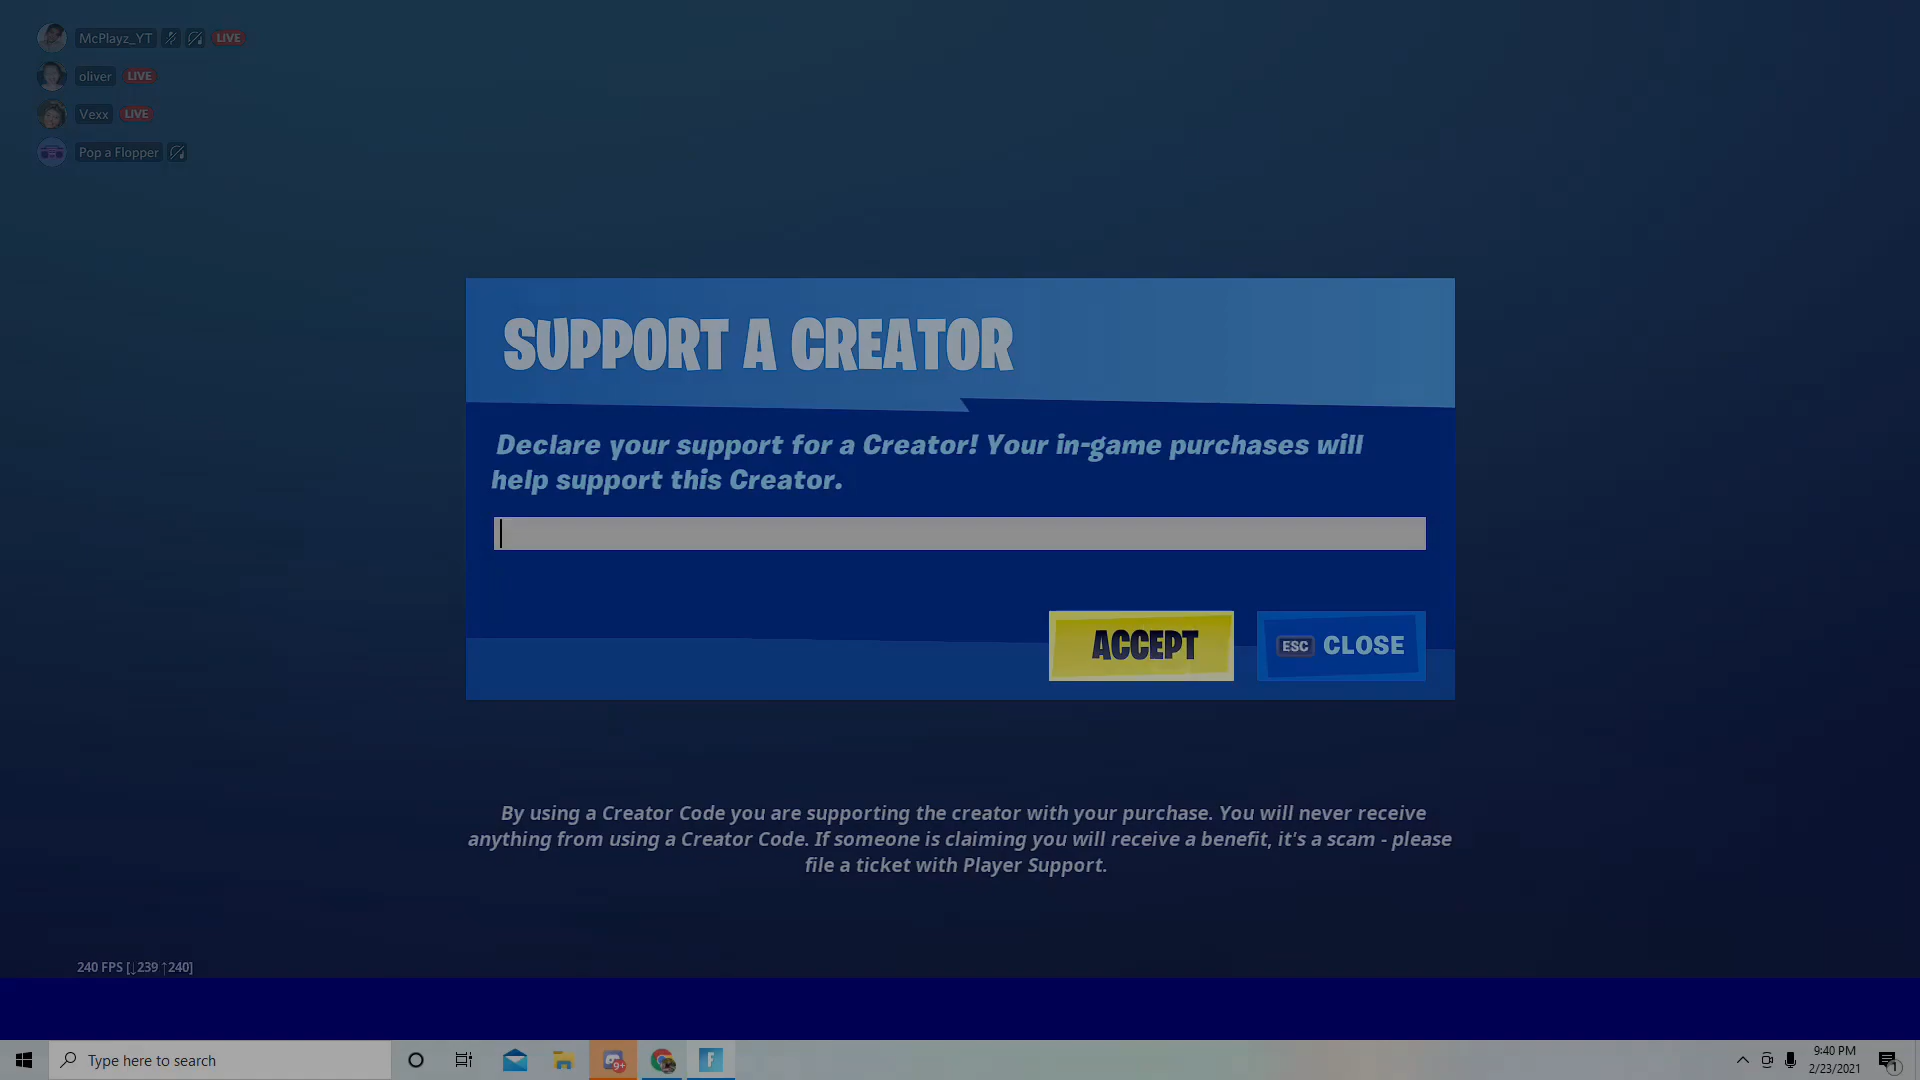 McPlayz_YT LIVE
oliver LIVE
Vexx LIVE
Pop a Flopper
SUPPORT A CREATOR
Declare your support for a Creator! Your in-game purchases will
help support this Creator.
ACCEPT
ESC CLOSE
By using a Creator Code you are supporting the creator with your purchase. You will never receive
anything from using a Creator Code. If someone is claiming you will receive a benefit, it's a scam - please
file a ticket with Player Support.
240 FPS [↓239 ↑240]
Type here to search
9+
F
9:40 PM
2/23/2021
1